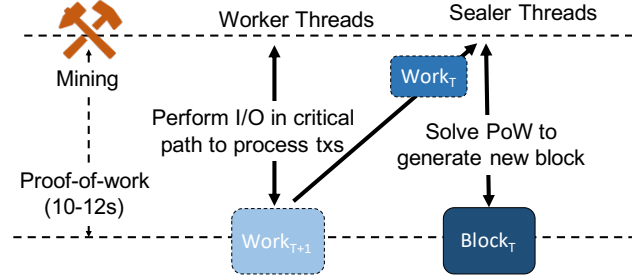 Worker Threads
Sealer Threads
Mining
Work_T
Perform I/O in critical
path to process txs
Solve PoW to
generate new block
Proof-of-work
(10-12s)
Work_T+1
Block_T